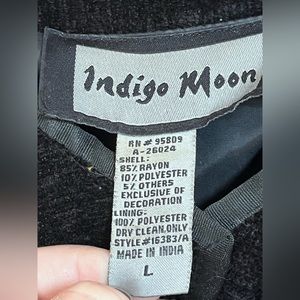 Indigo Moon
RN# 95809
A-26024
SHELL:
85% RAYON
10% POLYESTER
5% OTHERS
EXCLUSIVE OF
DECORATION
LINING:
100% POLYESTER
DRY CLEAN ONLY
STYLE#16383/A
MADE IN INDIA
L